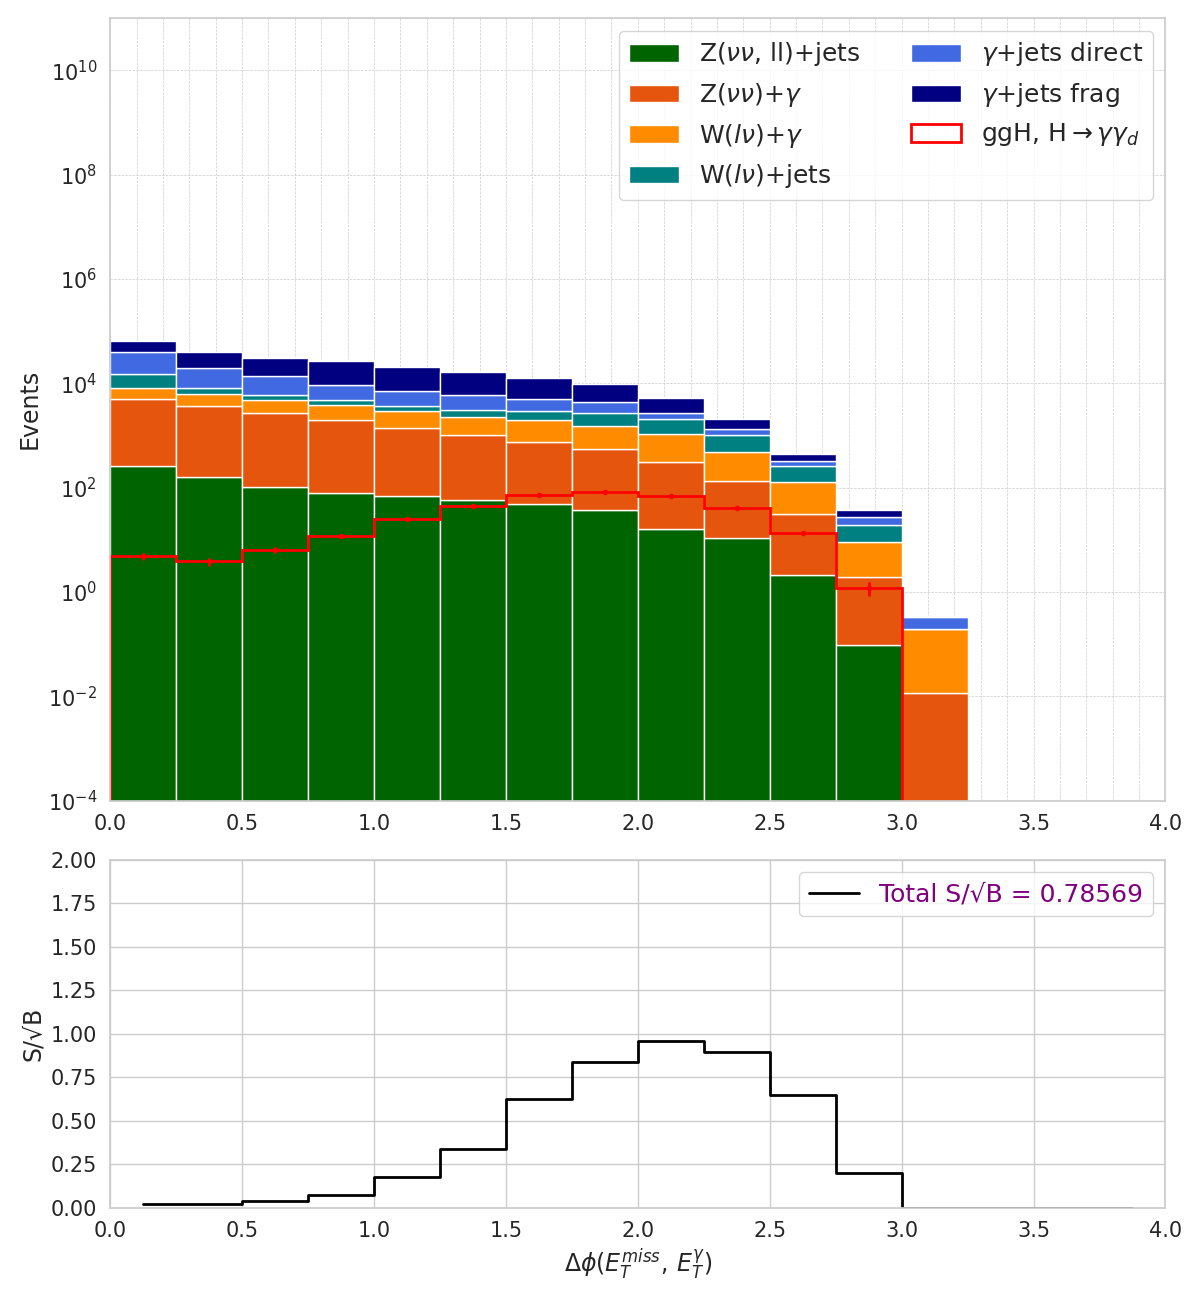 10^10
10^8
10^6
10^4
10^2
10^0
10^−2
10^−4
Events
Z(νν, ll)+jets
Z(νν)+γ
W(lν)+γ
W(lν)+jets
γ+jets direct
γ+jets frag
ggH, H→γγ_d
0.0 0.5 1.0 1.5 2.0 2.5 3.0 3.5 4.0
2.00
1.75
1.50
1.25
1.00
0.75
0.50
0.25
0.00
S/√B
Total S/√B = 0.78569
0.0 0.5 1.0 1.5 2.0 2.5 3.0 3.5 4.0
Δϕ(E_T^miss, E_T^γ)